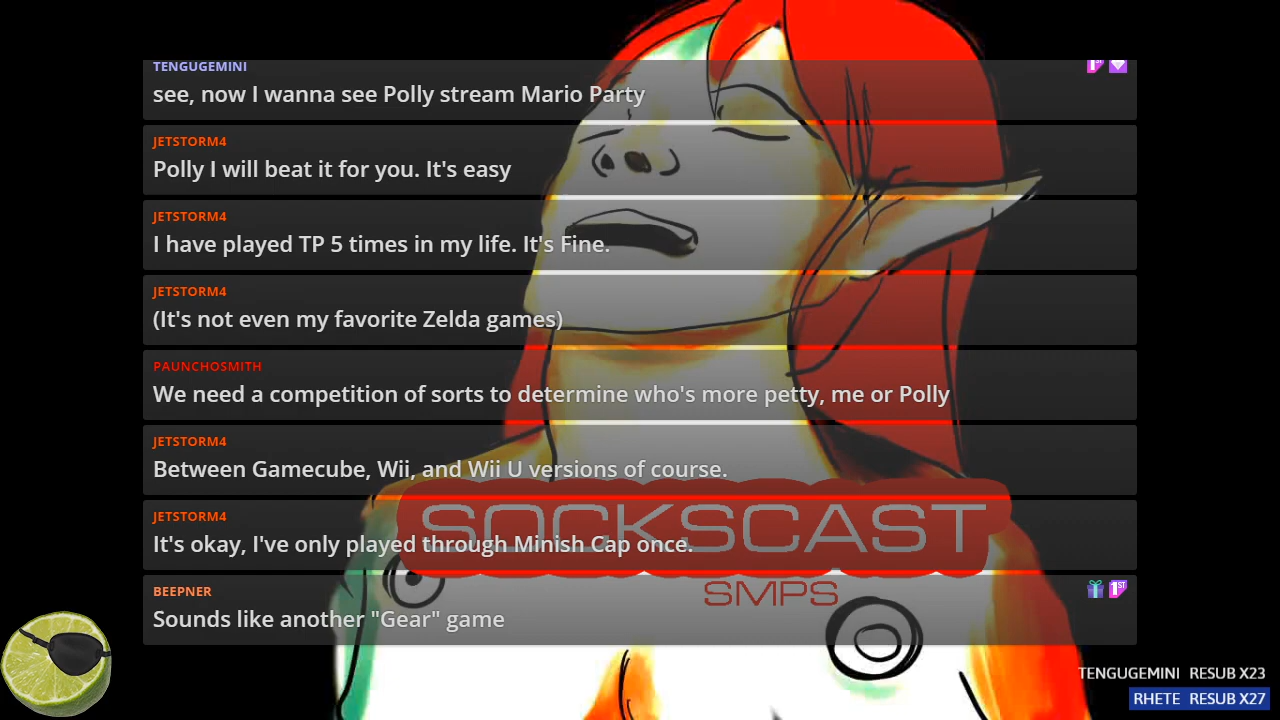 TENGUGEMINI
see, now I wanna see Polly stream Mario Party
JETSTORM4
Polly I will beat it for you. It's easy
JETSTORM4
I have played TP 5 times in my life. It's Fine.
JETSTORM4
(It's not even my favorite Zelda games)
PAUNCHOSMITH
We need a competition of sorts to determine who's more petty, me or Polly
JETSTORM4
Between Gamecube, Wii, and Wii U versions of course.
JETSTORM4
It's okay, I've only played through Minish Cap once.
SOCKSCAST
SMPS
BEEPNER
1ST
Sounds like another "Gear" game
TENGUGEMINI RESUB X23
RHETE RESUB X27